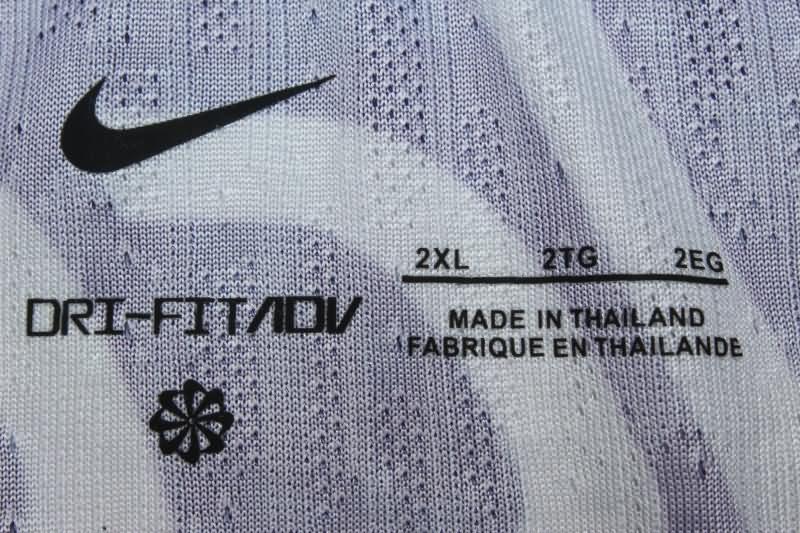 DRI-FIT ADV
2XL 2TG 2EG
MADE IN THAILAND
FABRIQUE EN THAILANDE